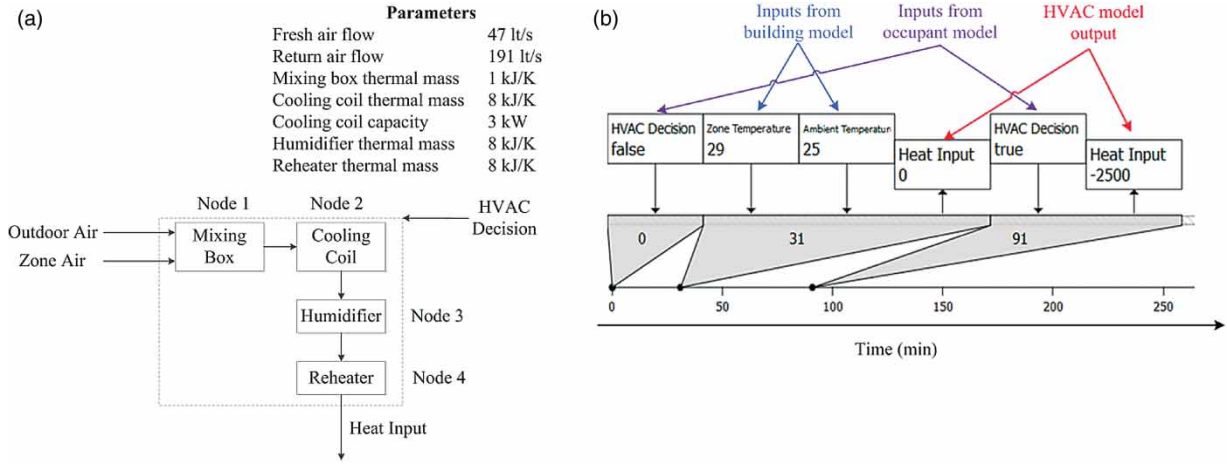 (a)
Parameters
Fresh air flow 47 lt/s
Return air flow 191 lt/s
Mixing box thermal mass 1 kJ/K
Cooling coil thermal mass 8 kJ/K
Cooling coil capacity 3 kW
Humidifier thermal mass 8 kJ/K
Reheater thermal mass 8 kJ/K
Node 1 Node 2
HVAC
Decision
Outdoor Air
Zone Air
Mixing
Box
Cooling
Coil
Humidifier Node 3
Reheater Node 4
Heat Input
(b)
Inputs from
building model
Inputs from
occupant model
HVAC model
output
HVAC Decision
false
Zone Temperature
29
Ambient Temperature
25
Heat Input
0
HVAC Decision
true
Heat Input
-2500
0 31 91
0 50 100 150 200 250
Time (min)